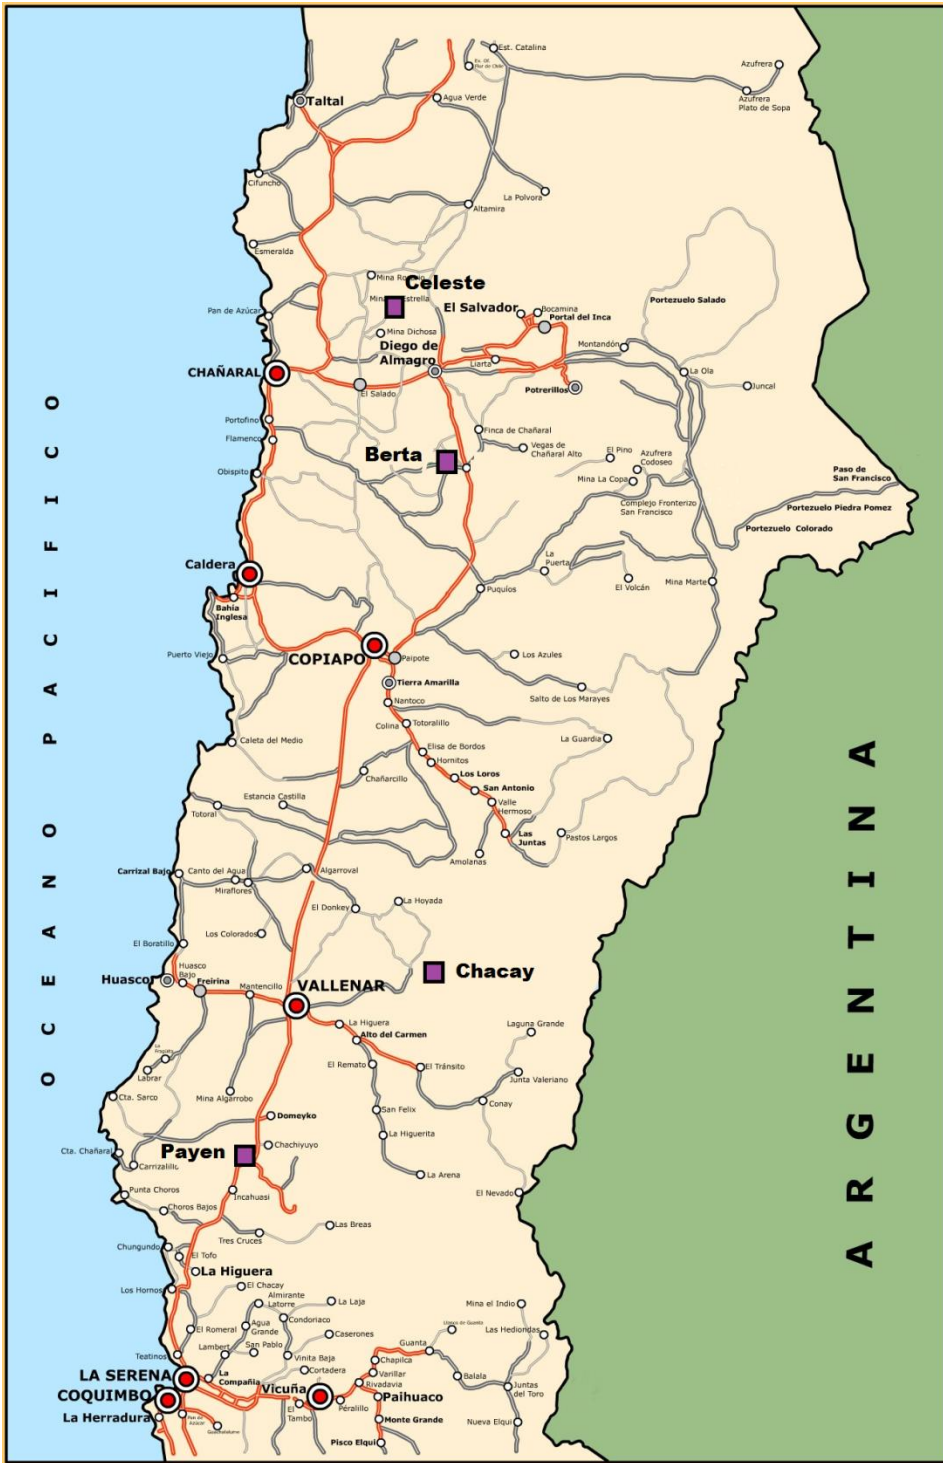 Est. Catalina
Azufrera
Azufrera
Plato de Sopa
Taltal
Agua Verde
Cifuncho
La Polvora
Altamira
Esmeralda
Celeste
Pan de Azúcar
El Salvador
Bocamina
Portal del Inca
Portezuelo Salado
Mina Dichosa
Diego de
Almagro
Montandón
Liarta
La Ola
CHAÑARAL
El Salado
Potrerillos
Juncal
Portofino
Flamenco
Finca de Chañaral
Vegas de
Chañaral Alto
El Pino
Azufrera
Codoseo
Berta
Obispito
Mina La Copa
Paso de
San Francisco
Complejo Fronterizo
San Francisco
Portezuelo Piedra Pomez
Portezuelo Colorado
Caldera
La
Puerta
Bahía
Inglesa
Puquios
El Volcán
Mina Marte
Puerto Viejo
COPIAPO
Paipote
Los Azules
Tierra Amarilla
Salto de Los Marayes
Nantoco
Colina
Totoralillo
Caleta del Medio
Elisa de Bordos
La Guardia
Hornitos
Chañarcillo
Los Loros
San Antonio
Estancia Castilla
Totoral
Valle
Hermoso
Las
Juntas
Pastos Largos
Amolanas
Carrizal Bajo
Canto del Agua
Algarroval
Miraflores
El Donkey
La Hoyada
Los Colorados
El Boratillo
Huasco
Bajo
Chacay
Huasco
Freirina
Mantencillo
VALLENAR
La Higuera
Alto del Carmen
Laguna Grande
El Remato
El Tránsito
Junta Valeriano
Labrar
Cta. Sarco
Mina Algarrobo
Conay
San Felix
Domeyko
La Higuerita
Chachiyuyo
Payen
Cta. Chañaral
Carrizalillo
La Arena
Punta Choros
Incahuasi
El Nevado
Choros Bajos
Las Breas
Tres Cruces
Chungundo
El Tofo
La Higuera
El Chacay
Los Hornos
Almirante
Latorre
La Laja
Mina el Indio
El Romeral
Agua
Grande
Condoriaco
Caserones
Las Hediondas
San Pablo
Guanta
Teatinos
Lambert
Vinita Baja
Chapilca
Cortadera
Varillar
Balala
LA SERENA
La
Compañia
Vicuña
Rivadavia
Juntas
del Toro
COQUIMBO
Paihuaco
El
Tambo
Péralillo
La Herradura
Pan de
Azúcar
Monte Grande
Nueva Elqui
Pisco Elqui
OCEANO PACIFICO
ARGENTINA